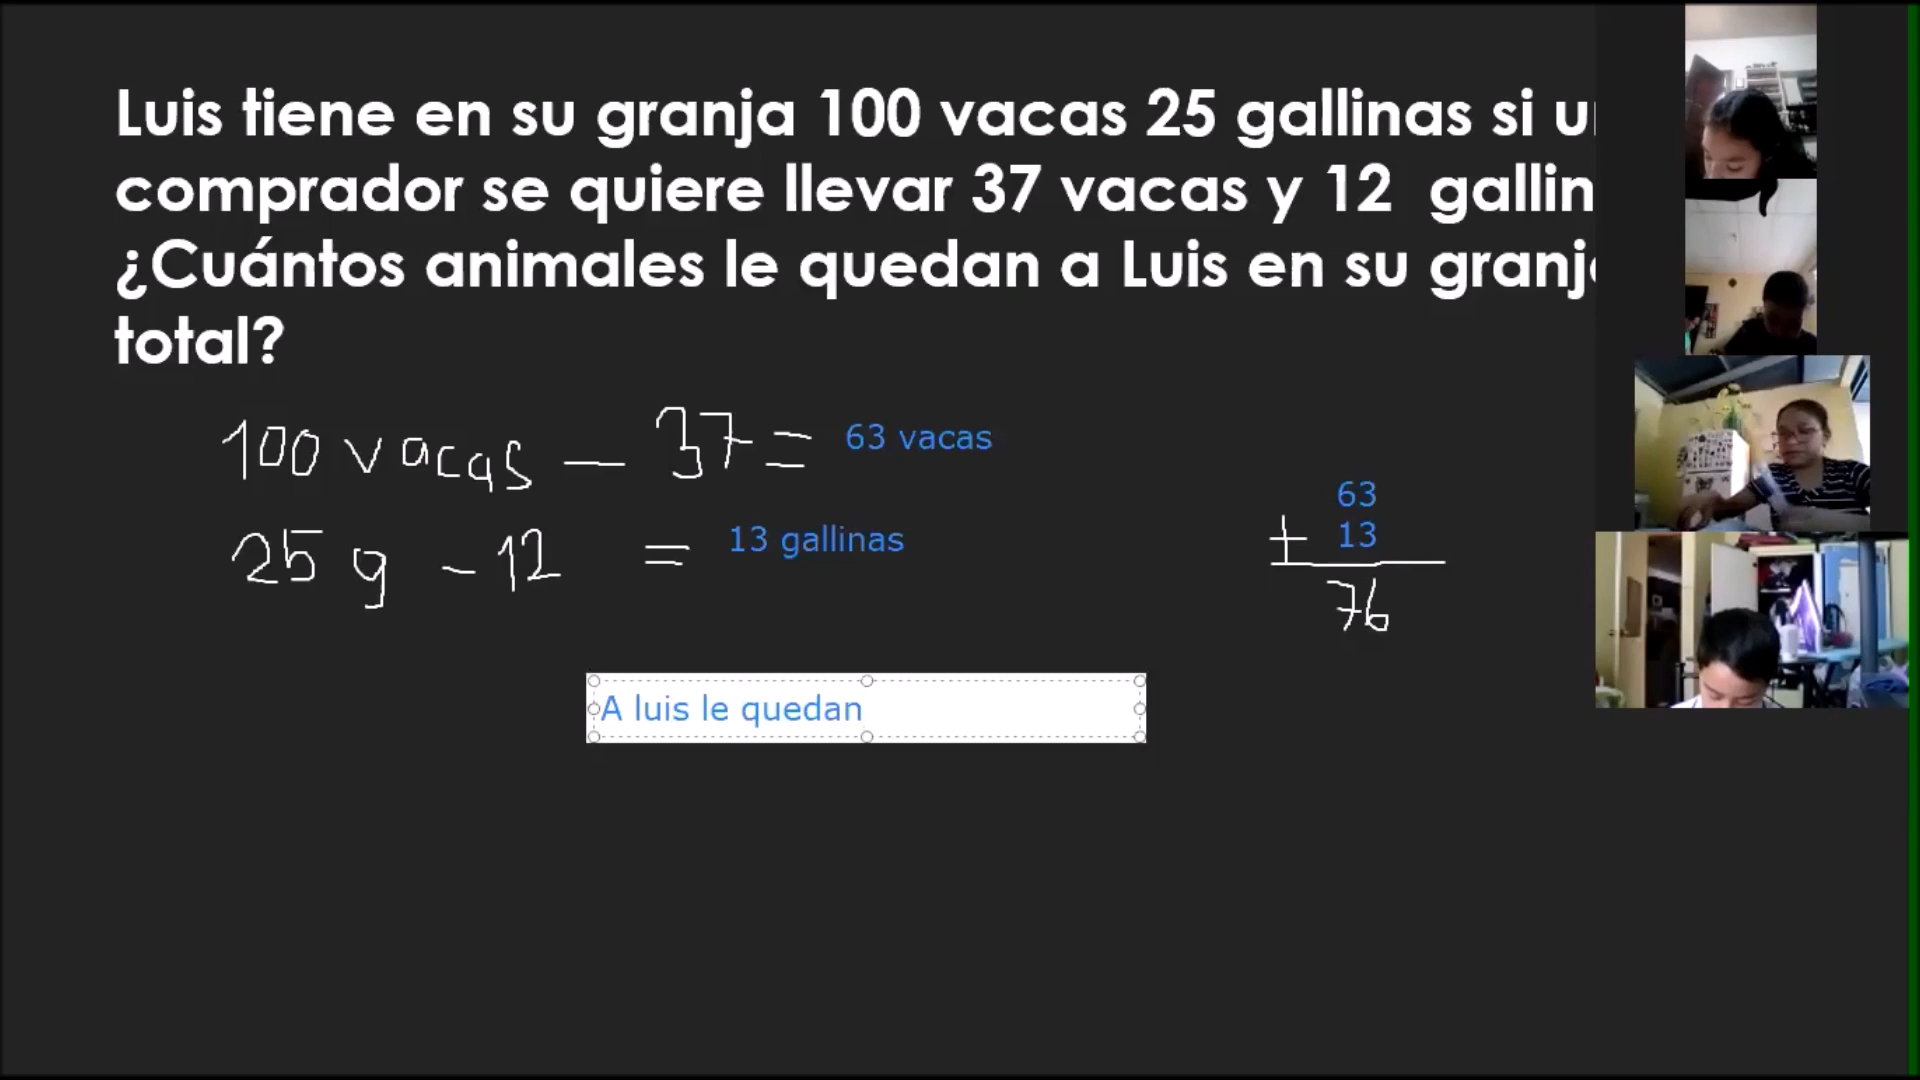 Luis tiene en su granja 100 vacas 25 gallinas si
comprador se quiere llevar 37 vacas y 12 gallin
¿Cuántos animales le quedan a Luis en su granj
total?
100 vacas - 37 = 63 vacas
25 g - 12 = 13 gallinas
63
+ 13
76
A luis le quedan